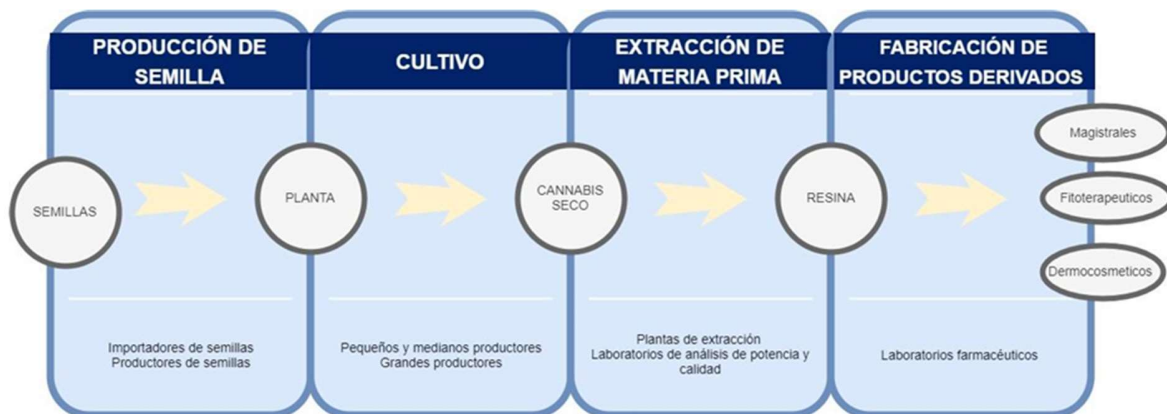 PRODUCCIÓN DE
SEMILLA
CULTIVO
EXTRACCIÓN DE
MATERIA PRIMA
FABRICACIÓN DE
PRODUCTOS DERIVADOS
SEMILLAS
PLANTA
CANNABIS
SECO
RESINA
Magistrales
Fitoterapeuticos
Dermocosmeticos
Importadores de semillas
Productores de semillas
Pequeños y medianos productores
Grandes productores
Plantas de extracción
Laboratorios de análisis de potencia y
calidad
Laboratorios farmacéuticos